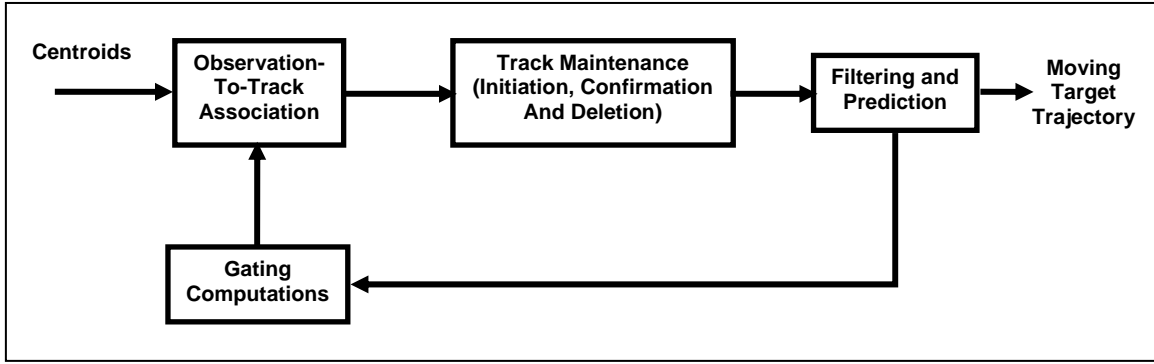 Centroids
Observation-
To-Track
Association
Track Maintenance
(Initiation, Confirmation
And Deletion)
Filtering and
Prediction
Moving
Target
Trajectory
Gating
Computations